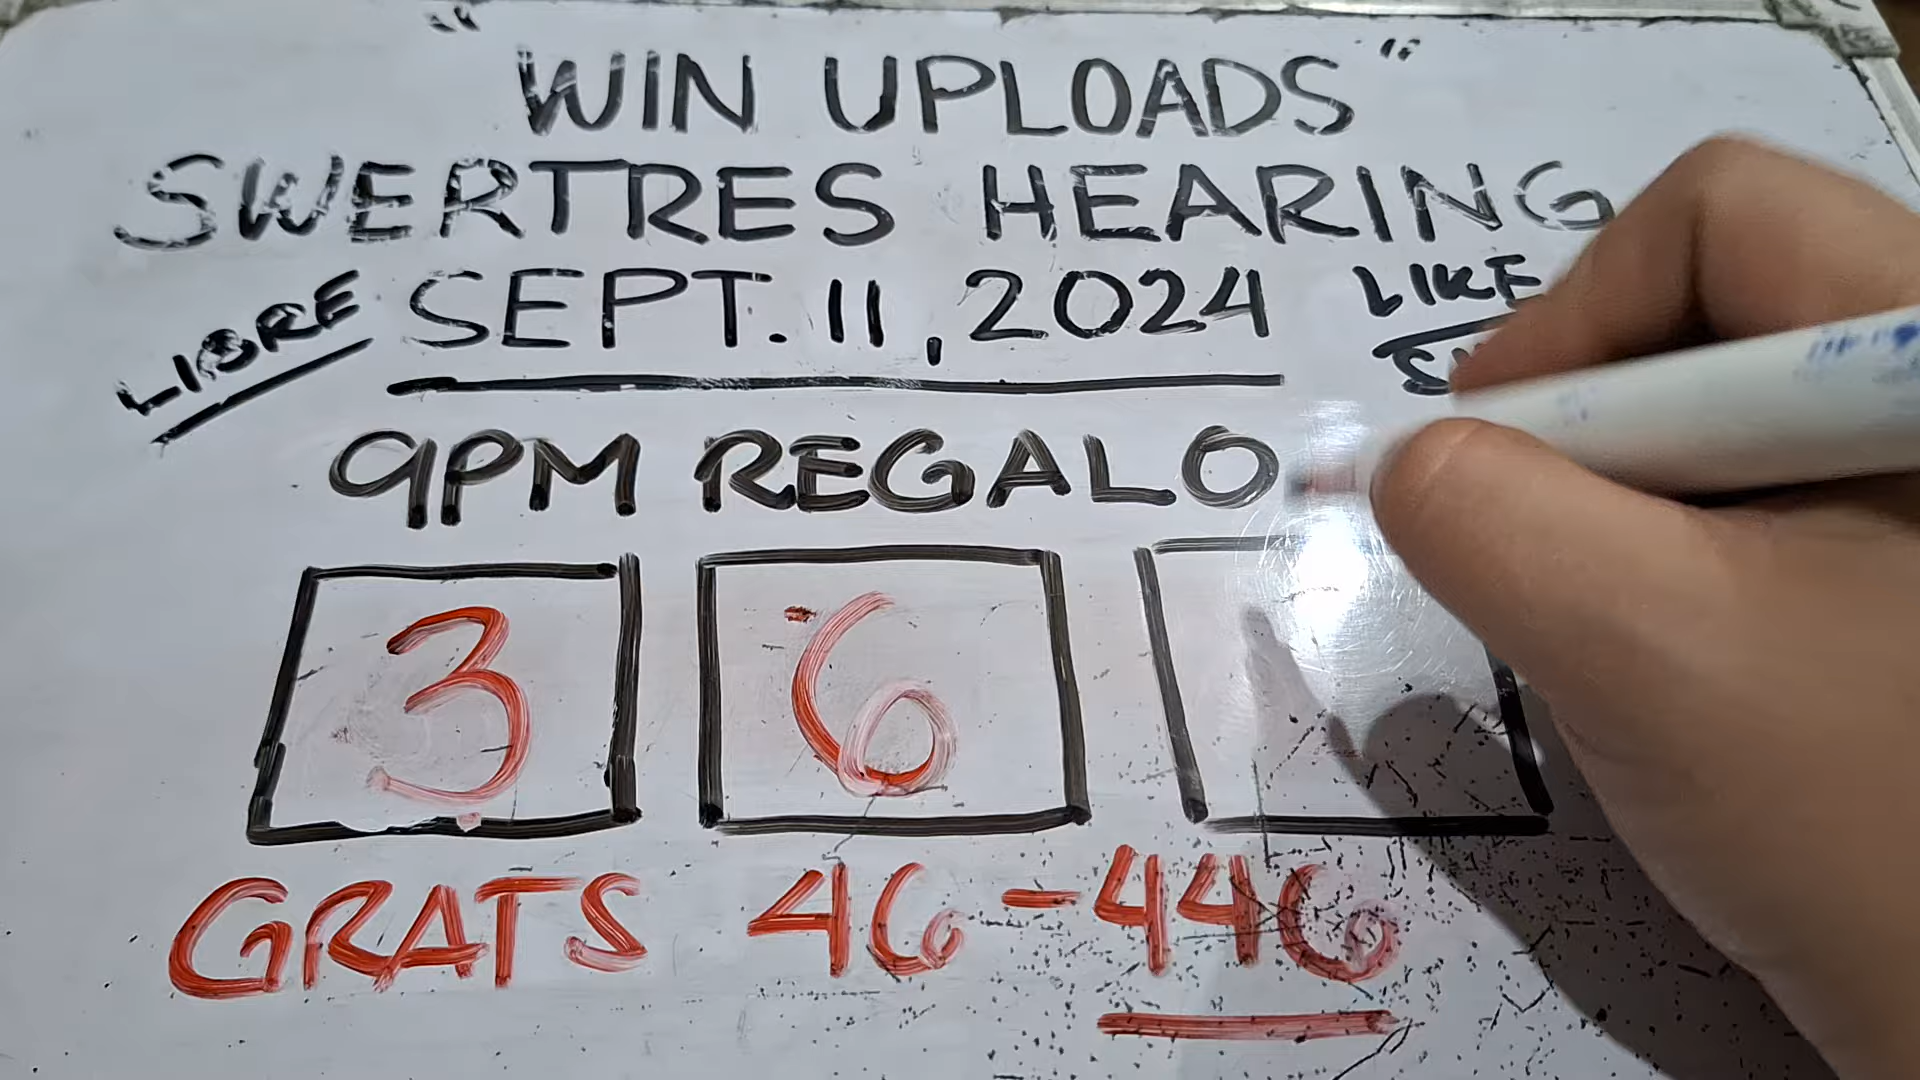 "WIN UPLOADS"
SWERTRES HEARING
LIBRE
SEPT. 11, 2024
LIKE
9PM REGALO
3 6
GRATS 46-446